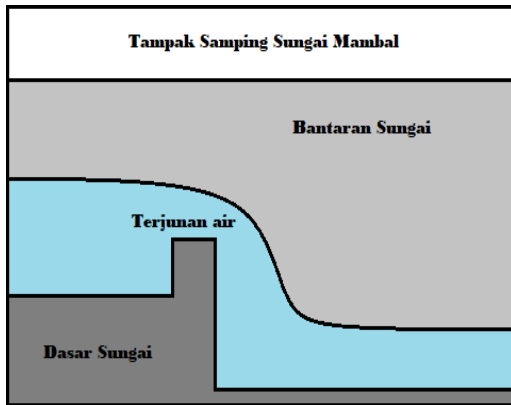 Tampak Samping Sungai Mambal
Bantaran Sungai
Terjunan air
Dasar Sungai